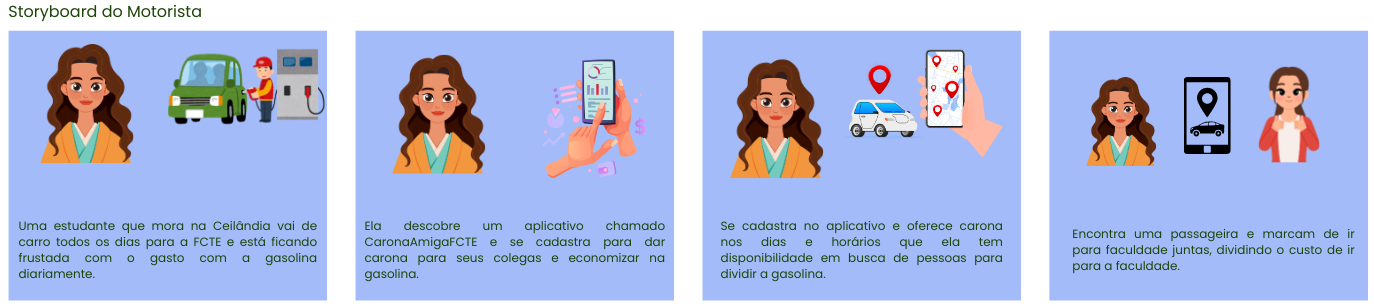 Storyboard do Motorista
Uma estudante que mora na Ceilândia vai de
carro todos os dias para a FCTE e está ficando
frustada com o gasto com a gasolina
diariamente.
Ela descobre um aplicativo chamado
CaronaAmigaFCTE e se cadastra para dar
carona para seus colegas e economizar na
gasolina.
Se cadastra no aplicativo e oferece carona
nos dias e horários que ela tem
disponibilidade em busca de pessoas para
dividir a gasolina.
Encontra uma passageira e marcam de ir
para faculdade juntas, dividindo o custo de ir
para a faculdade.